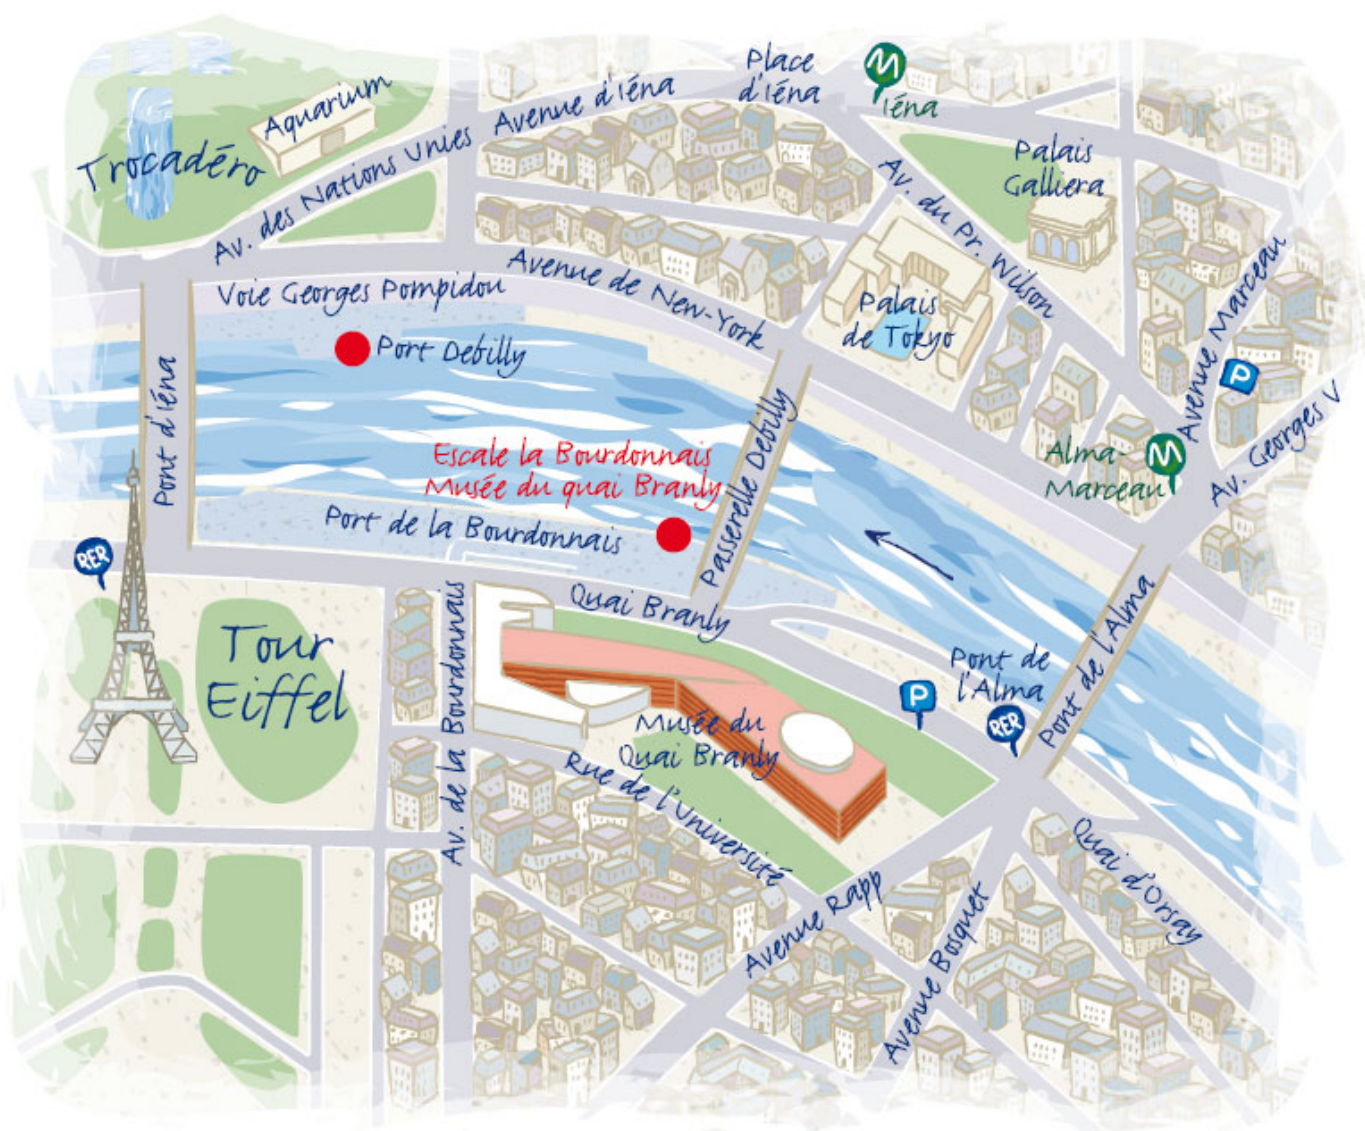 Place
d'Iéna
M
Iéna
Avenue d'Iéna
Aquarium
Trocadéro
Av. des Nations Unies
Palais
Galliera
Av. du Pr. Wilson
Avenue de New-York
Voie Georges Pompidou
Palais
de Tokyo
Avenue Marceau
P
Av. Georges V
Port Debilly
Pont d'Iéna
Passerelle Debilly
Escale la Bourdonnais
Musée du quai Branly
Alma-
Marceau
M
Port de la Bourdonnais
RER
Quai Branly
Tour
Eiffel
Av. de la Bourdonnais
Pont de
l'Alma
RER
P
Pont de l'Alma
Musée du
Quai Branly
Rue de l'Université
Quai d'Orsay
Avenue Rapp
Avenue Bosquet